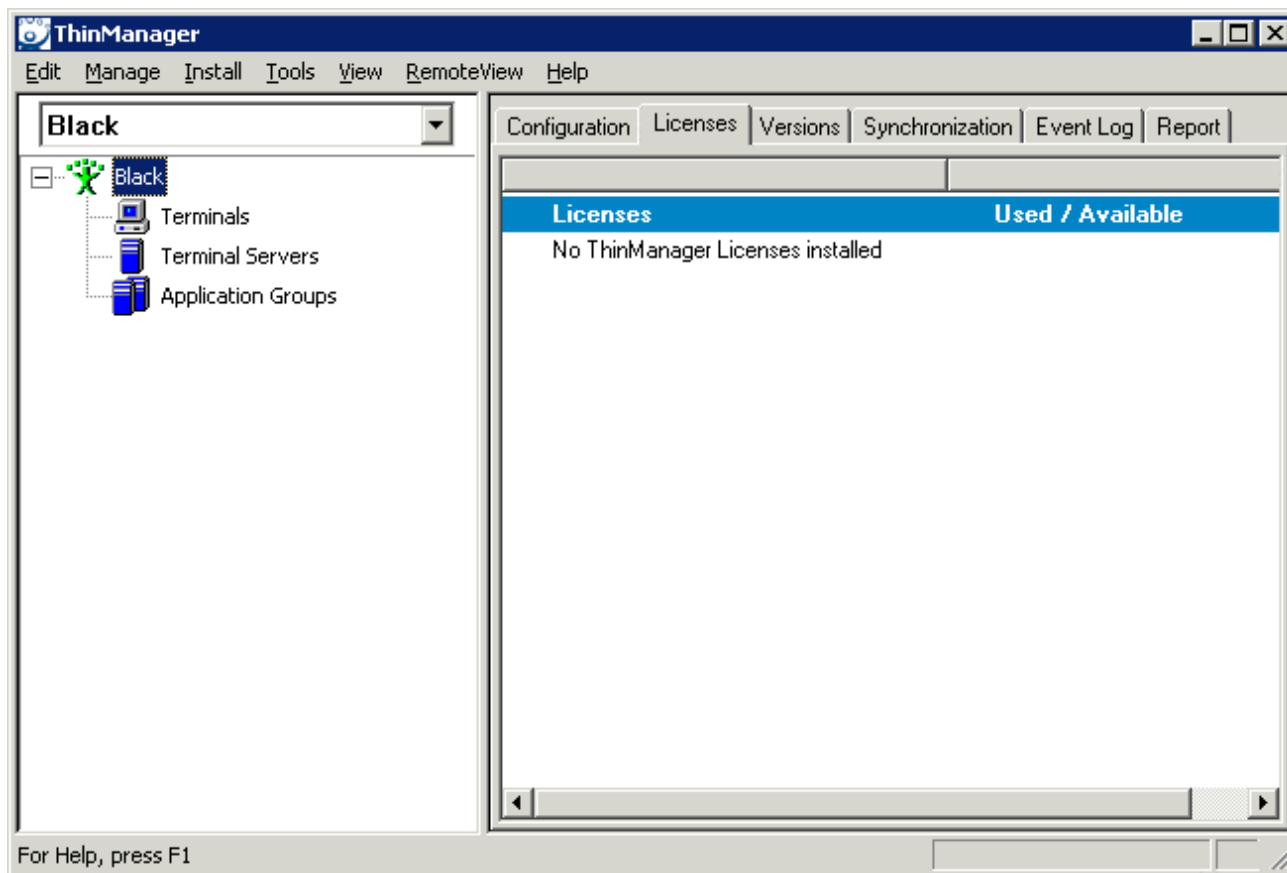 ThinManager
Edit Manage Install Tools View RemoteView Help
Black
Black
Terminals
Terminal Servers
Application Groups
Configuration Licenses Versions Synchronization Event Log Report
Licenses Used / Available
No ThinManager Licenses installed
For Help, press F1